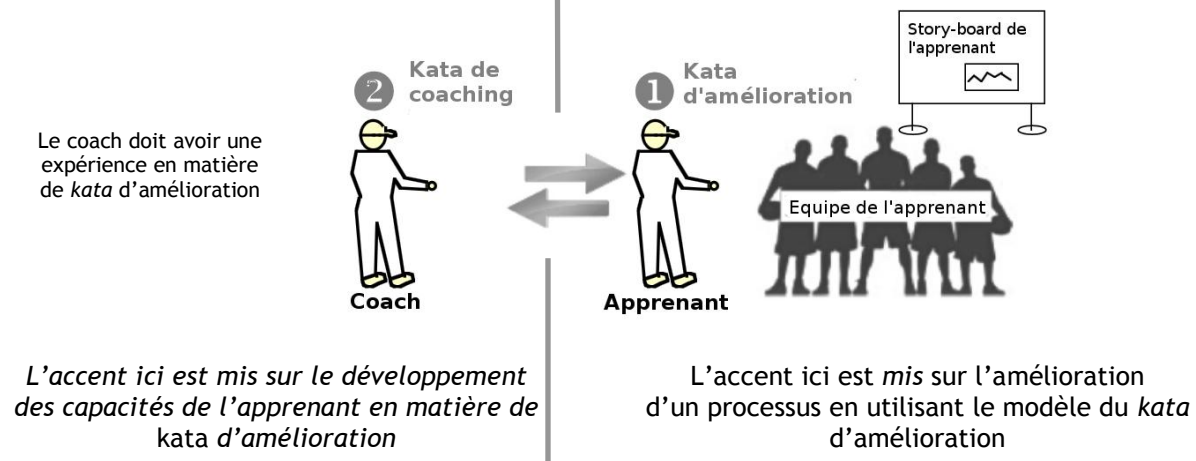 Story-board de
l'apprenant
2 Kata de
coaching
1 Kata
d'amélioration
Le coach doit avoir une
expérience en matière
de kata d’amélioration
Equipe de l'apprenant
Coach
Apprenant
L’accent ici est mis sur le développement
des capacités de l’apprenant en matière de
kata d’amélioration
L’accent ici est mis sur l’amélioration
d’un processus en utilisant le modèle du kata
d’amélioration